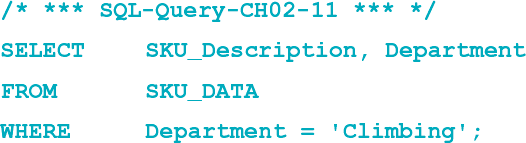 /* *** SQL-Query-CH02-11 *** */
SELECT SKU_Description, Department
FROM SKU_DATA
WHERE Department = 'Climbing';